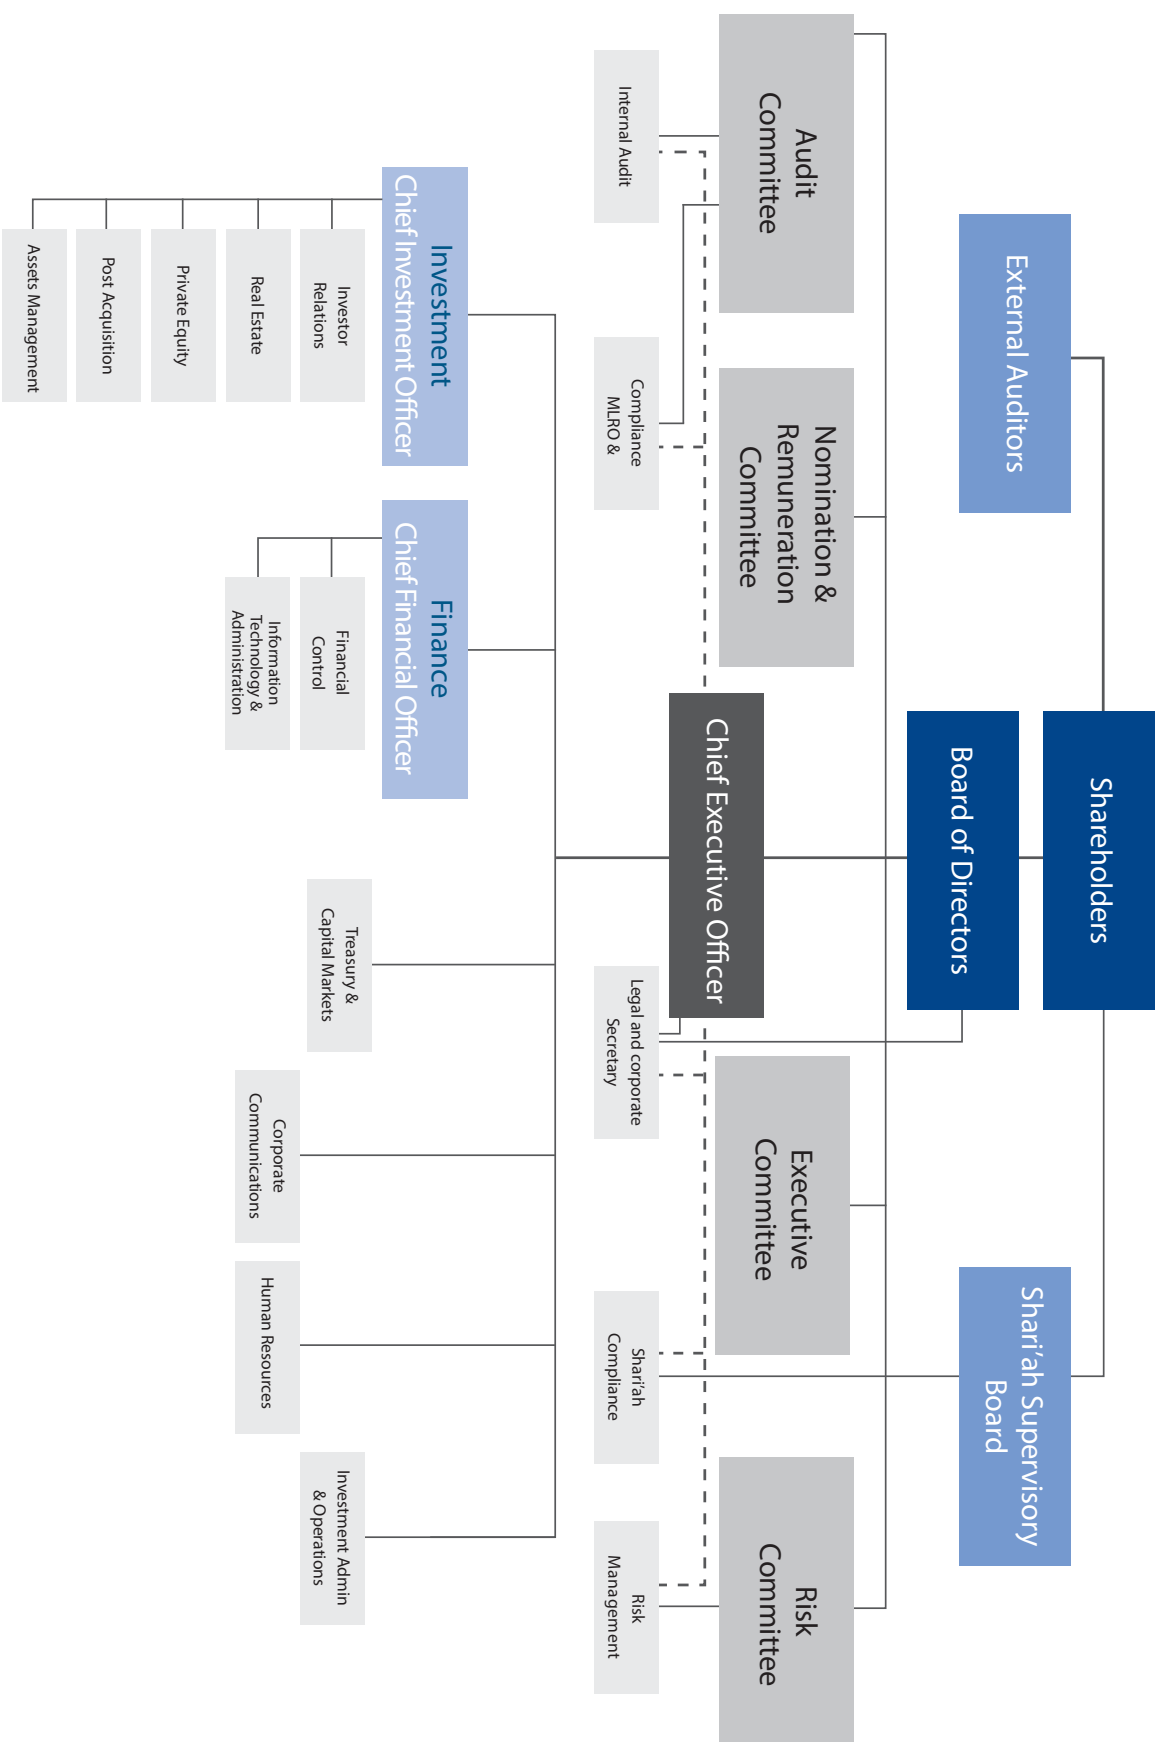 Shareholders
External Auditors
Board of Directors
Shari’ah Supervisory
Board
Audit
Committee
Nomination &
Remuneration
Committee
Executive
Committee
Risk
Committee
Chief Executive Officer
Internal Audit
Compliance
MLRO &
Legal and corporate
Secretary
Shari’ah
Compliance
Risk
Management
Investment
Chief Investment Officer
Finance
Chief Financial Officer
Assets Management
Post Acquisition
Private Equity
Real Estate
Investor
Relations
Information
Technology &
Administration
Financial
Control
Treasury &
Capital Markets
Corporate
Communications
Human Resources
Investment Admin
& Operations